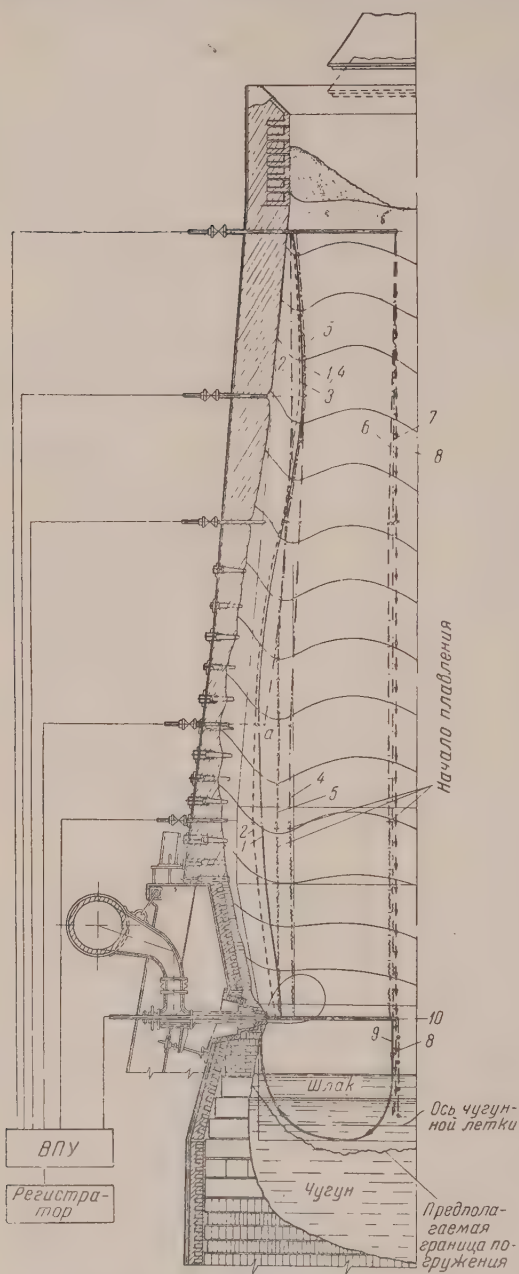 б
5
2
1,4
3
7
6
8
Начало плавления
а
4
5
2
1
10
9
8
Шлак
Ось чугун-
ной летки
ВПУ
Чугун
Регистра-
тор
Предпола-
гаемая
граница по-
гружения